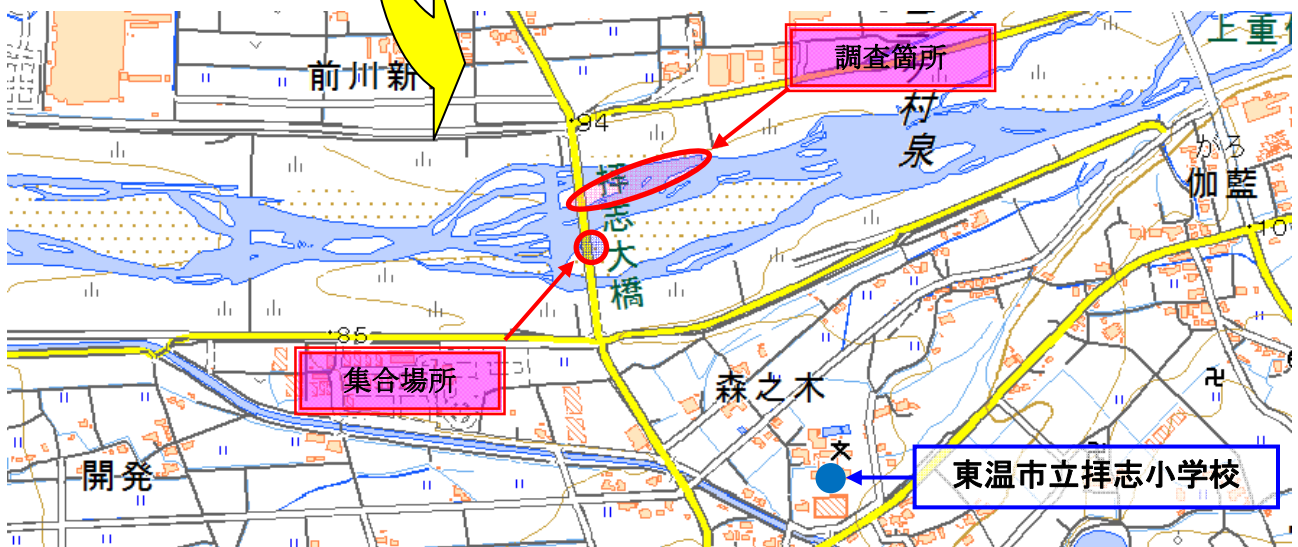 上重
調査箇所
前川新
94
村泉
がろ
伽藍
拝志大橋
10
85
集合場所
森之木
東温市立拝志小学校
開発